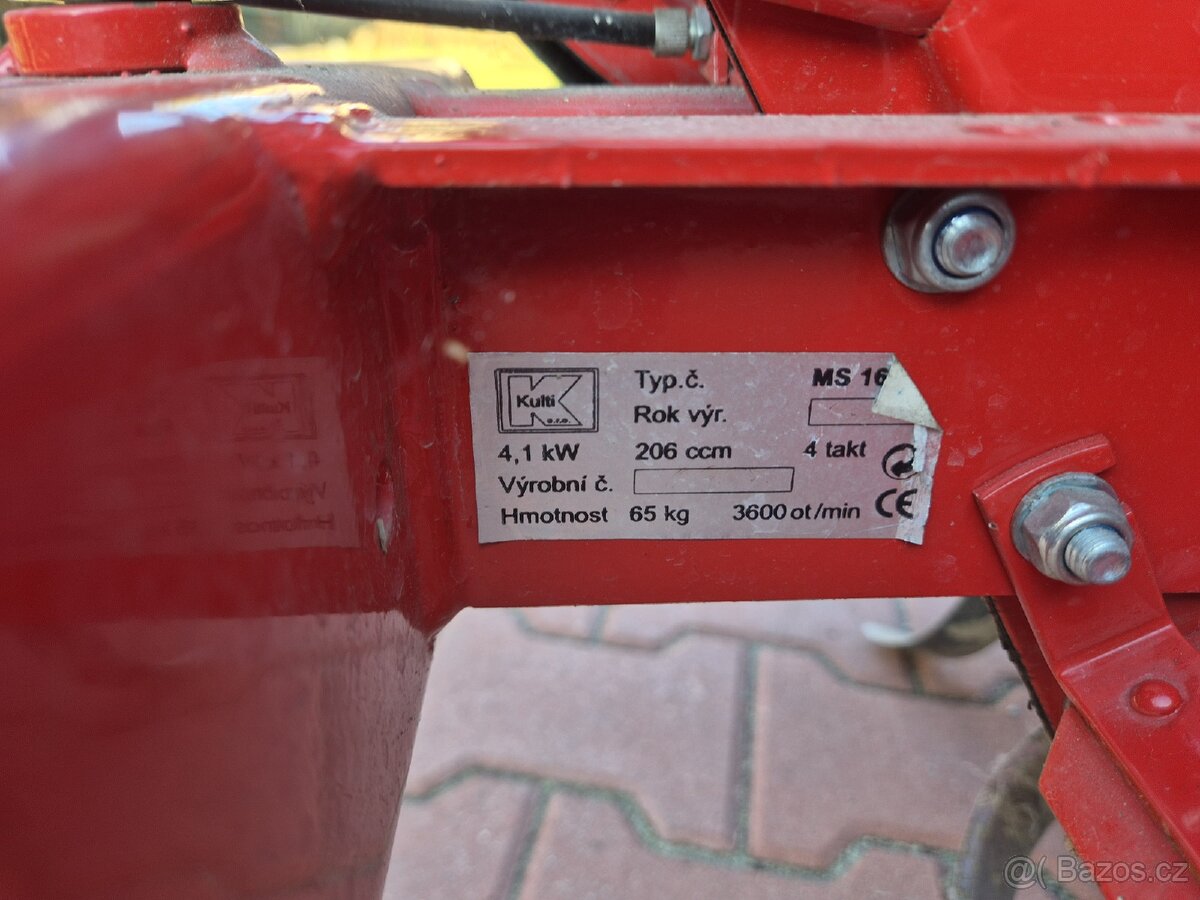 Kulti
s.r.o.
Typ.č. MS 16
Rok výr.
4,1 kW 206 ccm 4 takt
Výrobní č.
Hmotnost 65 kg 3600 ot/min CE
Bazos.cz